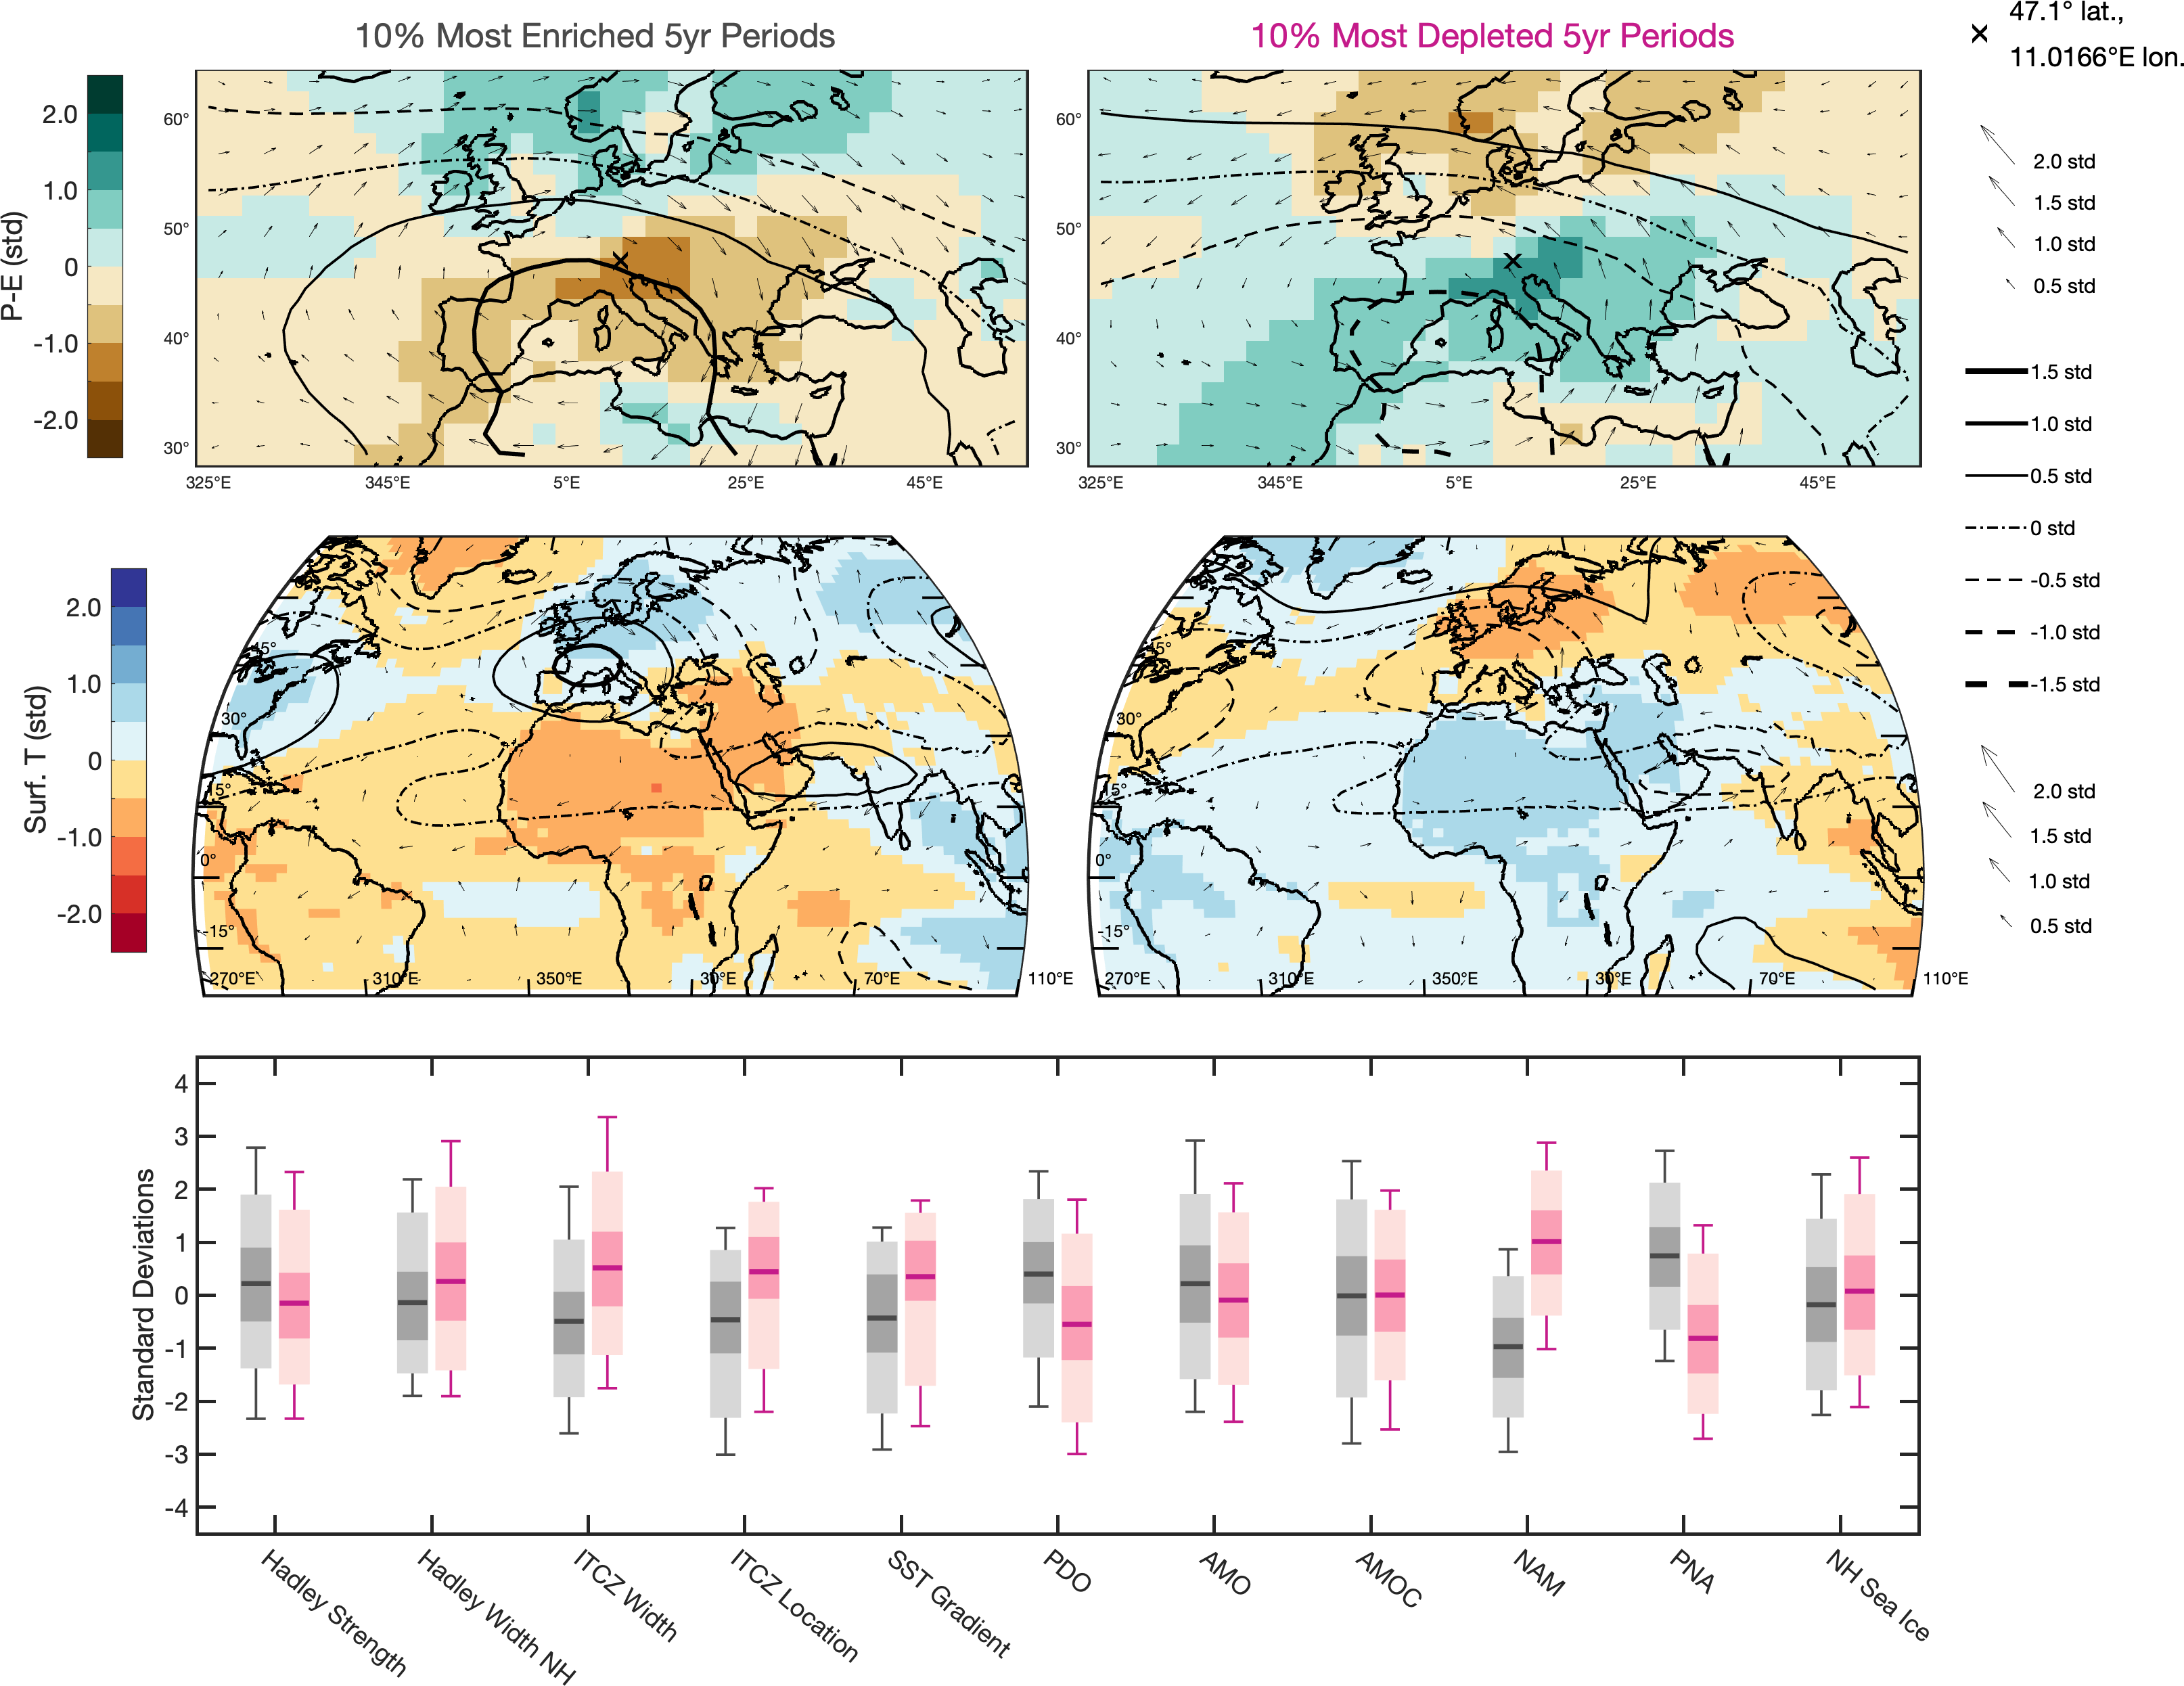 10% Most Enriched 5yr Periods
10% Most Depleted 5yr Periods
47.1° lat.,
11.0166°E lon.
P-E (std)
2.0
1.0
0
-1.0
-2.0
60°
50°
40°
30°
325°E
345°E
5°E
25°E
45°E
60°
50°
40°
30°
325°E
345°E
5°E
25°E
45°E
2.0 std
1.5 std
1.0 std
0.5 std
1.5 std
1.0 std
0.5 std
0 std
-0.5 std
-1.0 std
-1.5 std
2.0 std
1.5 std
1.0 std
0.5 std
Surf. T (std)
2.0
1.0
0
-1.0
-2.0
45°
30°
15°
0°
-15°
270°E
310°E
350°E
30°E
70°E
110°E
45°
30°
15°
0°
-15°
270°E
310°E
350°E
30°E
70°E
110°E
Standard Deviations
4
3
2
1
0
-1
-2
-3
-4
Hadley Strength
Hadley Width NH
ITCZ Width
ITCZ Location
SST Gradient
PDO
AMO
AMOC
NAM
PNA
NH Sea Ice